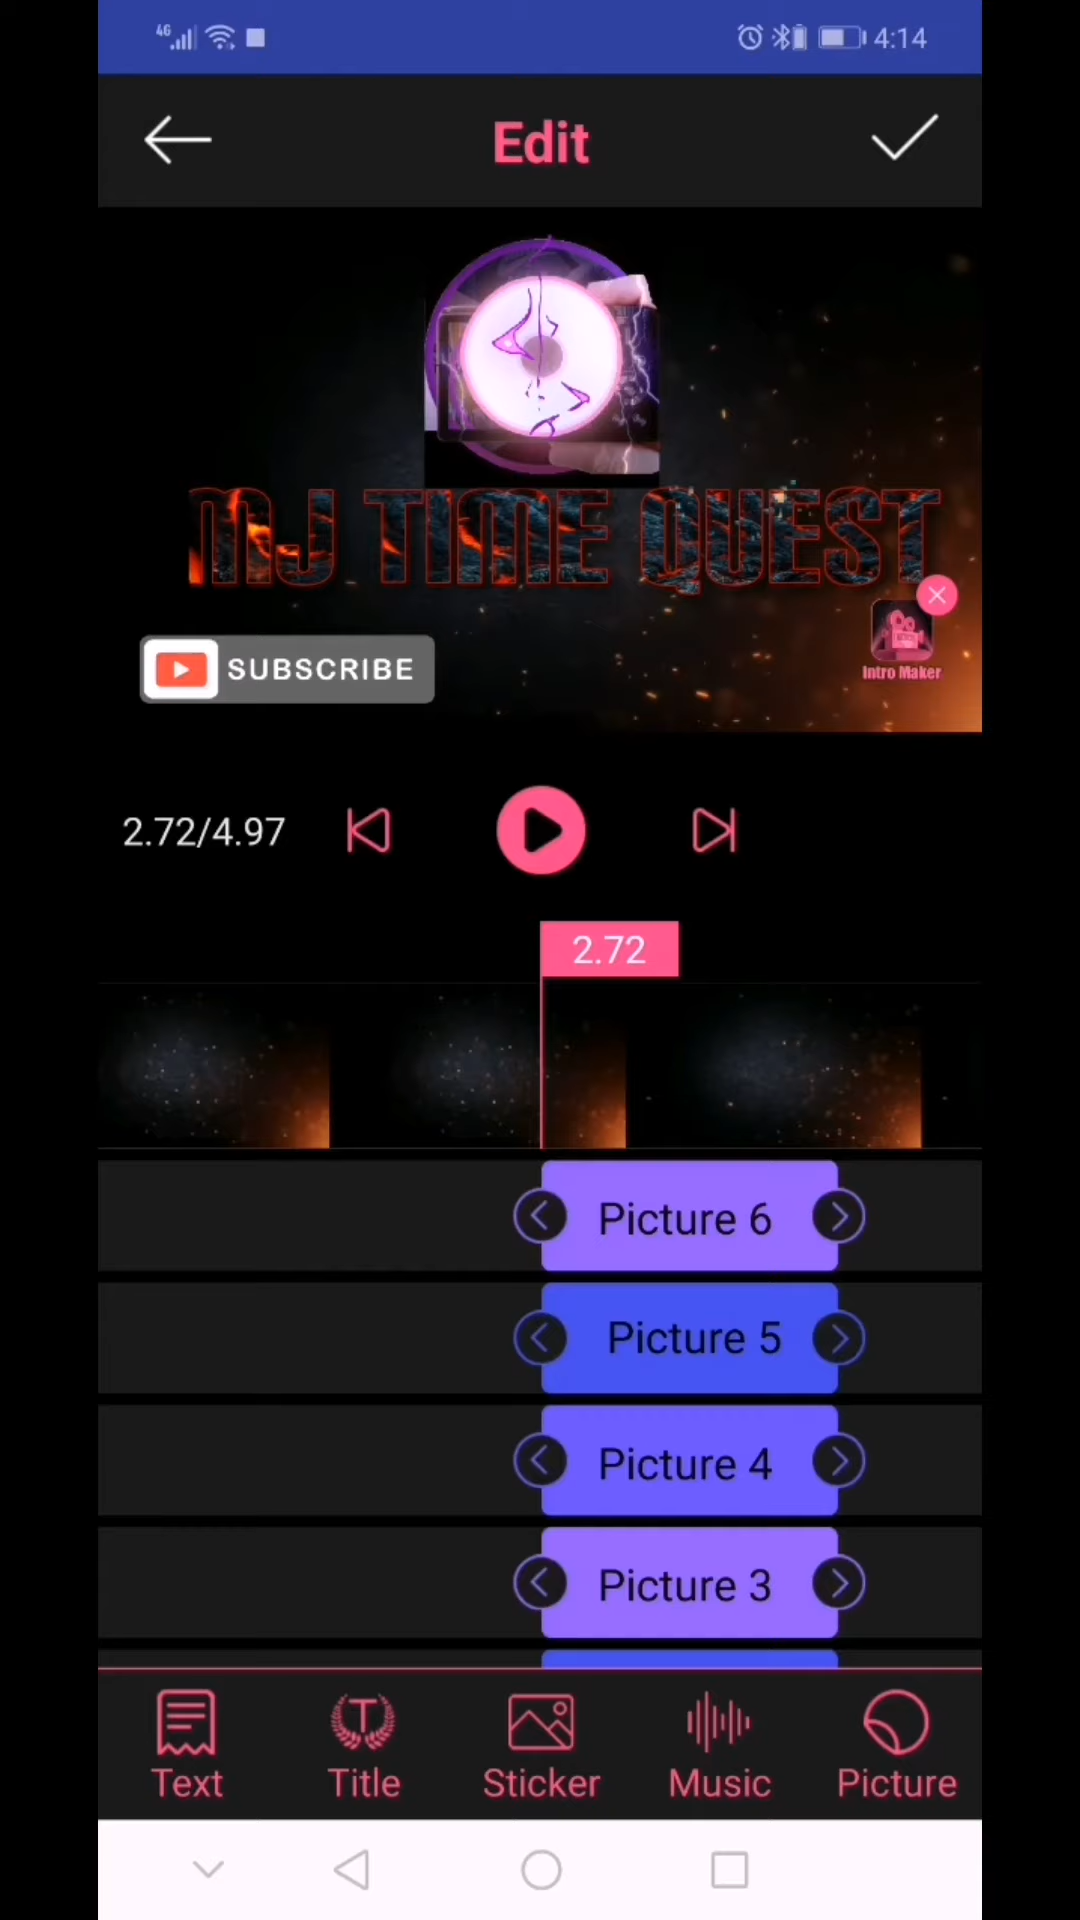 4G
4:14
Edit
MJ TIME QUEST
SUBSCRIBE
Intro Maker
2.72/4.97
2.72
Picture 6
Picture 5
Picture 4
Picture 3
Text
Title
Sticker
Music
Picture